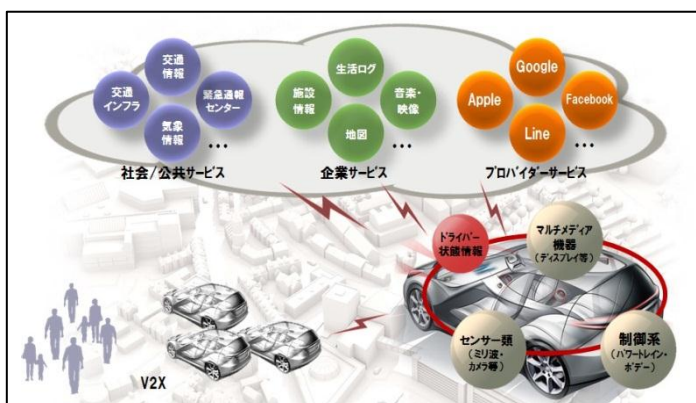 交通
情報
交通
インフラ
緊急通報
センター
気象
情報
•••
社会/公共サービス
生活ログ
施設
情報
音楽・
映像
地図
•••
企業サービス
Google
Apple
Facebook
Line
•••
プロバイダーサービス
ドライバー
状態情報
マルチメディア
機器
(ディスプレイ等)
センサー頭
(ミリ波・
カメラ等)
制御系
(パワートレイン・
ボデー)
V2X